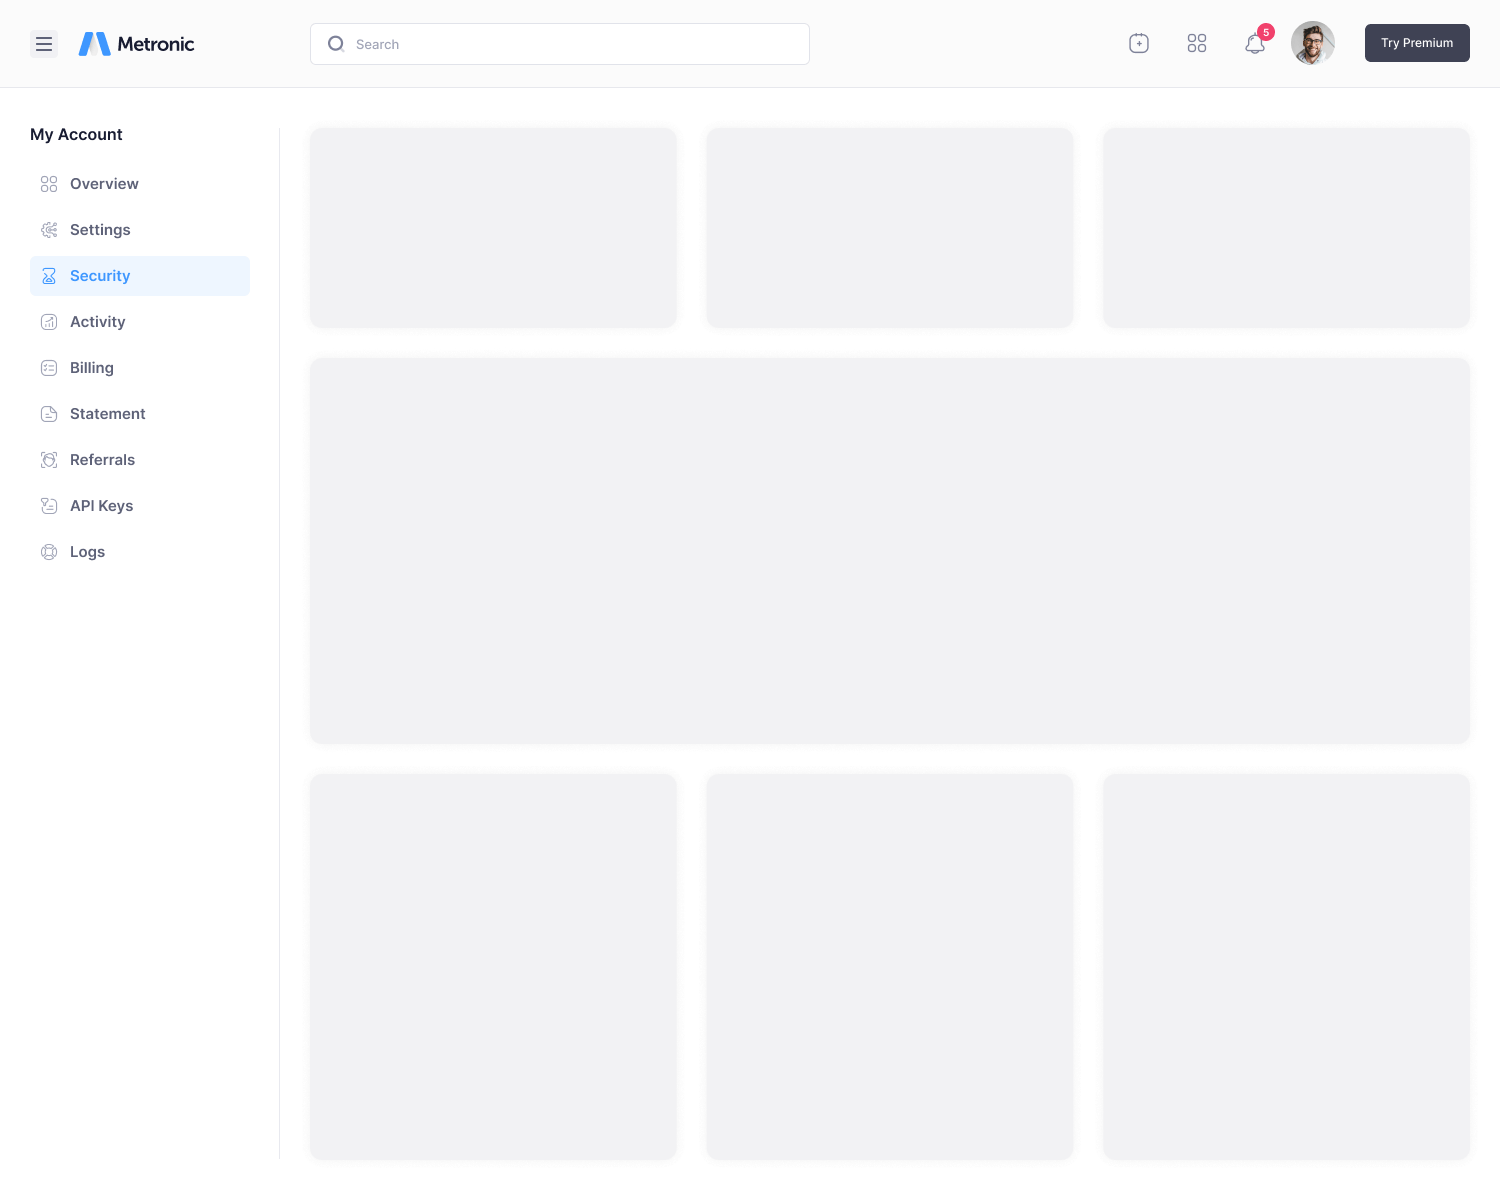 Metronic
Search
5
Try Premium
My Account
Overview
Settings
Security
Activity
Billing
Statement
Referrals
API Keys
Logs